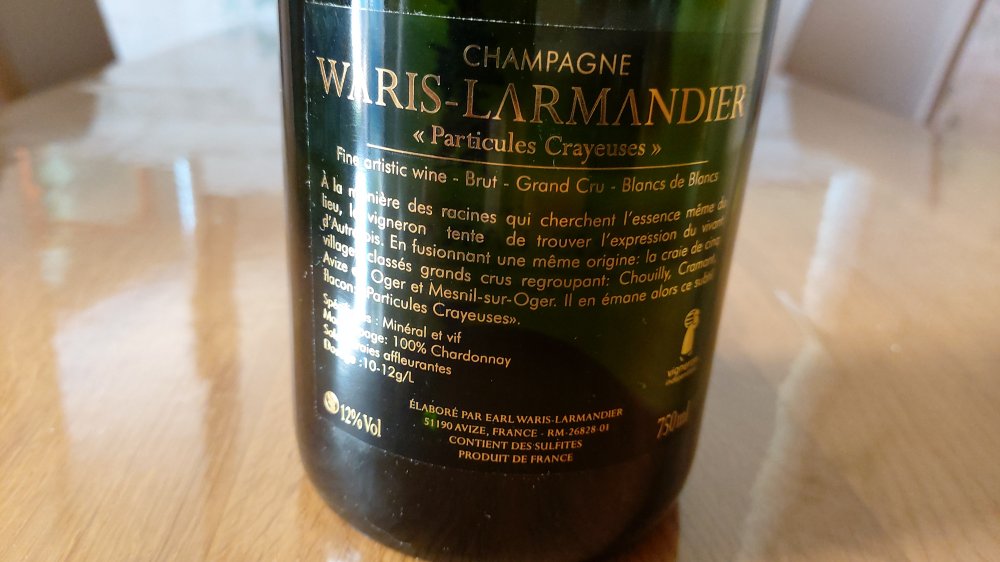 CHAMPAGNE
WARIS-LARMANDIER
« Particules Crayeuses »
Fine artistic wine - Brut - Grand Cru - Blancs de Blancs
À la manière des racines qui cherchent l'essence même du
lieu, le vigneron tente de trouver l'expression du vivant
d'Autrefois. En fusionnant une même origine: la craie de cinq
villages classés grands crus regroupant: Chouilly, Cramant,
Avize Oger et Mesnil-sur-Oger. Il en émane alors ce subtil
flacon «Particules Crayeuses».
: Minéral et vif
100% Chardonnay
affleurantes
Dosage :10-12g/L
12%Vol
ÉLABORÉ PAR EARL WARIS-LARMANDIER
51190 AVIZE, FRANCE - RM-26828-01
CONTIENT DES SULFITES
PRODUIT DE FRANCE
vigneron
indépendant
750ml